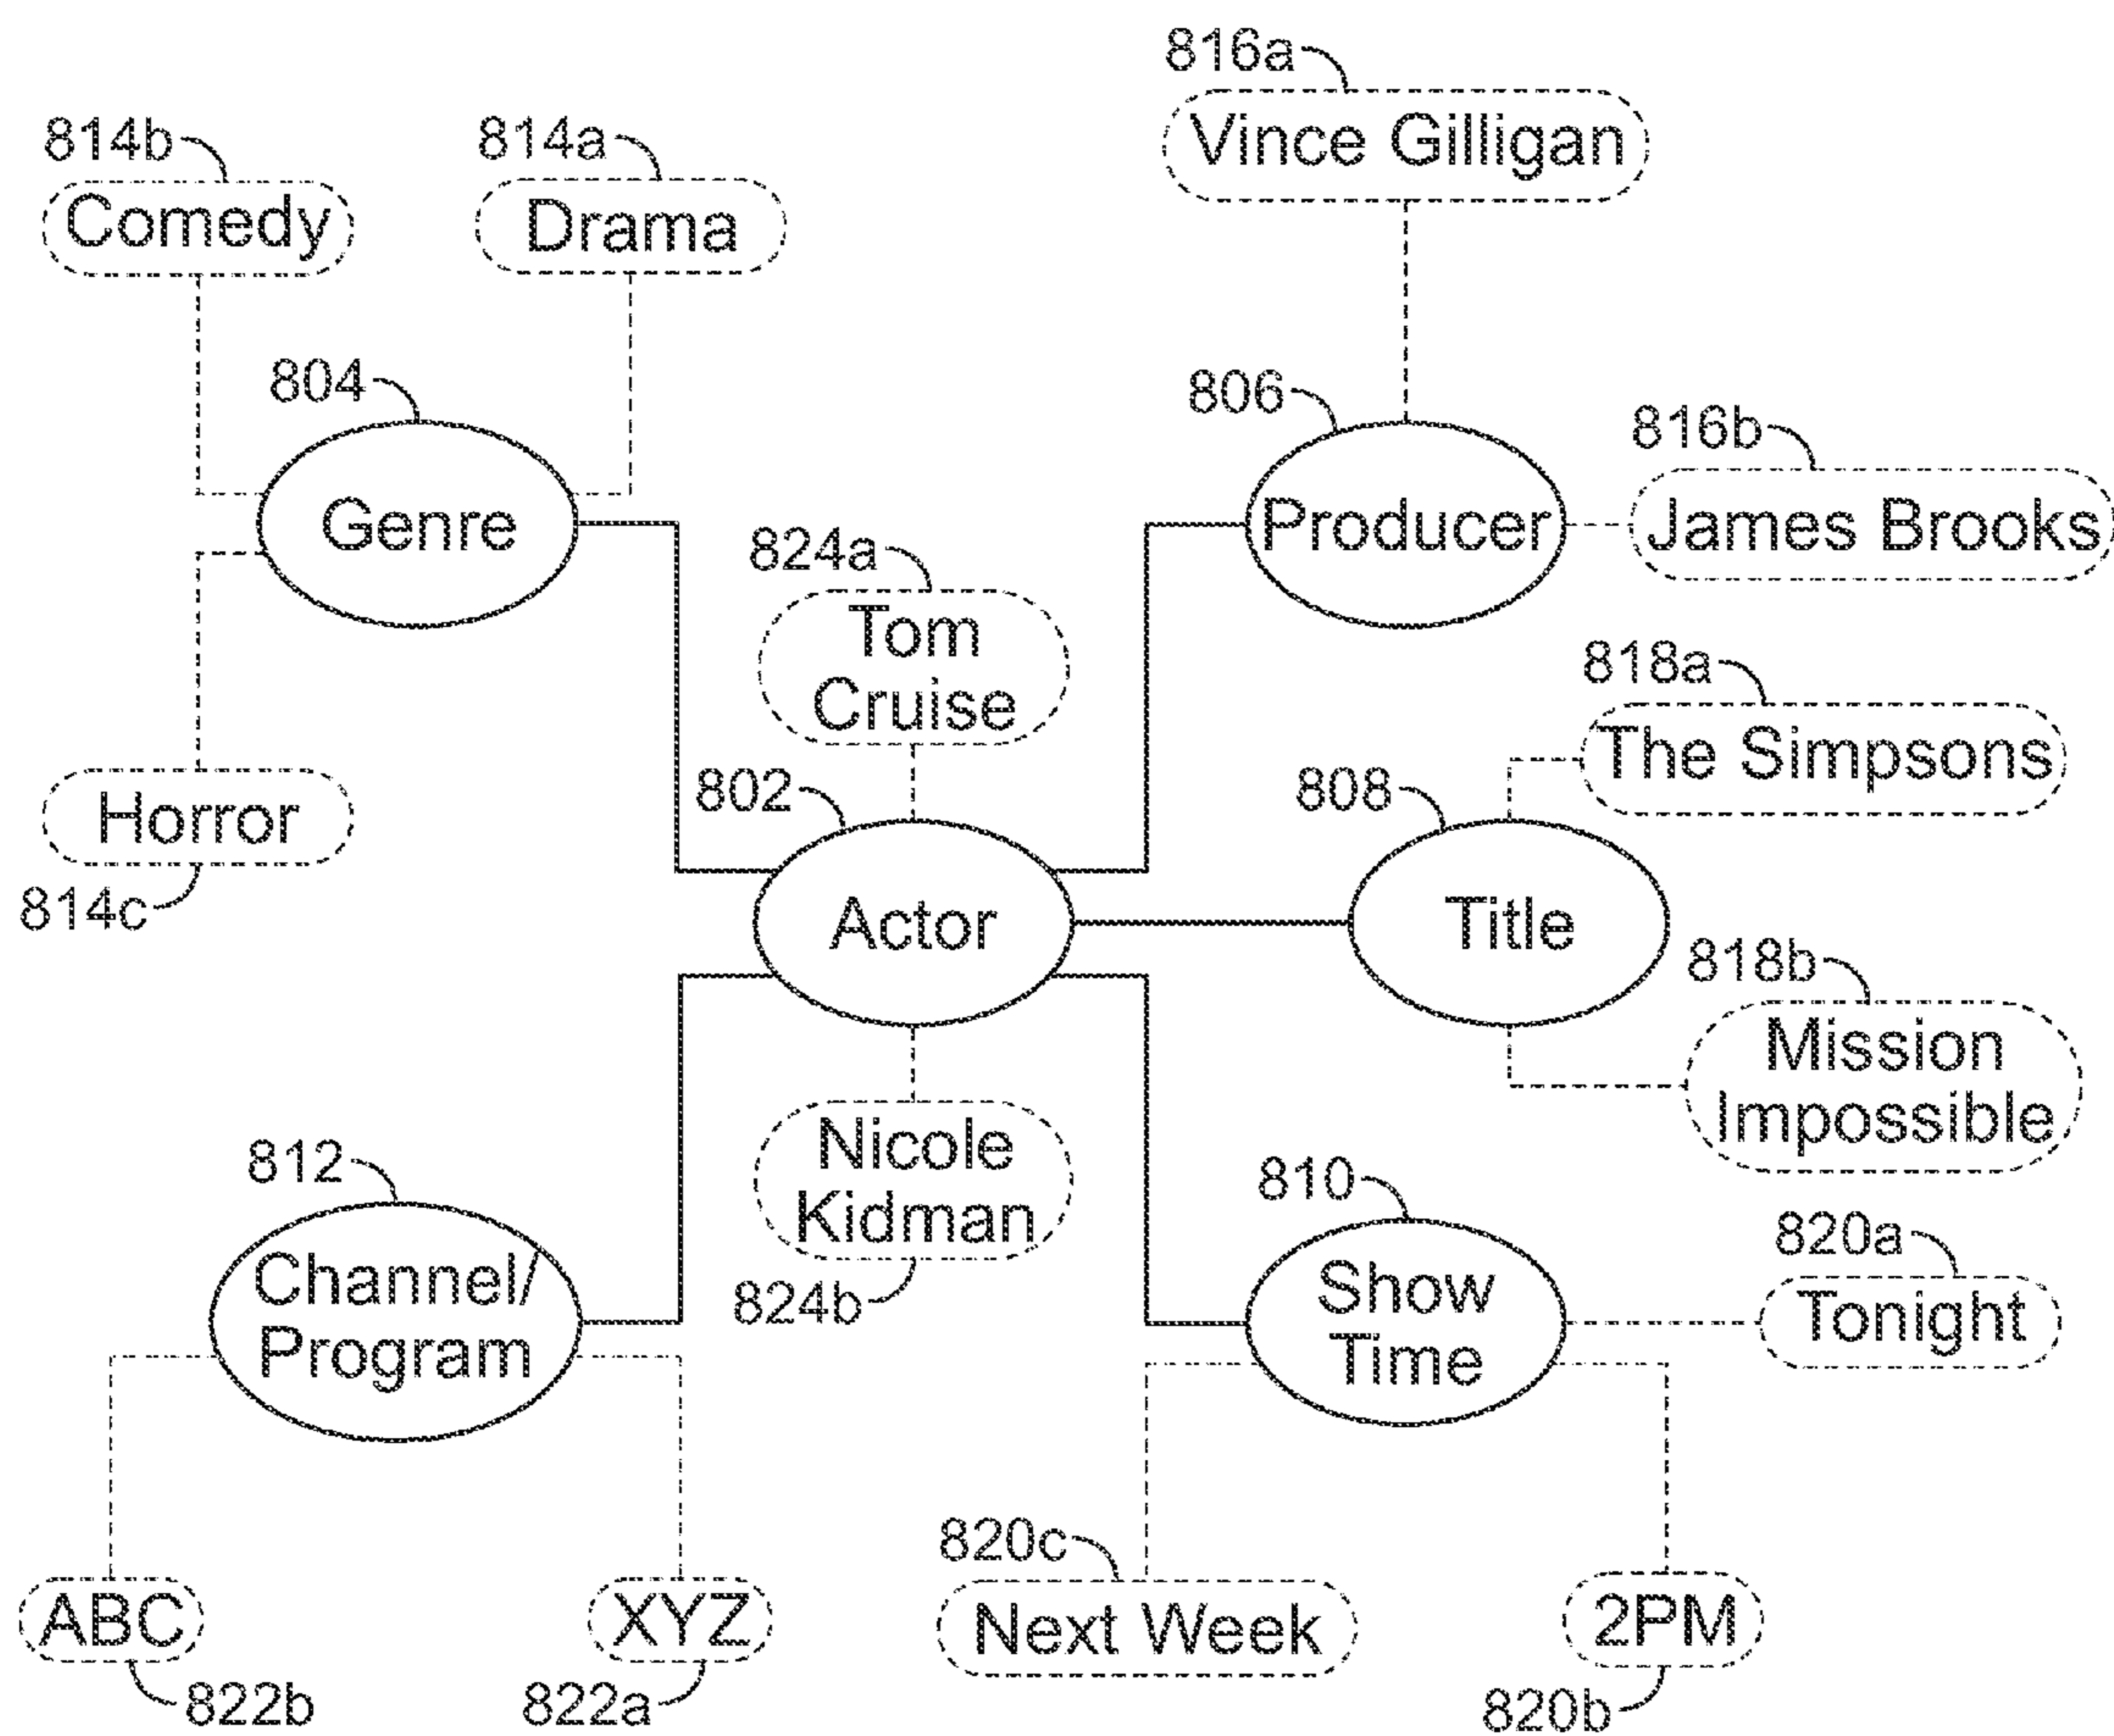 816a
Vince Gilligan
814b
Comedy
814a
Drama
804
Genre
806
Producer
816b
James Brooks
824a
Tom
Cruise
818a
The Simpsons
Horror
814c
802
Actor
808
Title
818b
Mission
Impossible
812
Channel/
Program
Nicole
Kidman
824b
810
Show
Time
820a
Tonight
ABC
822b
XYZ
822a
820c
Next Week
2PM
820b